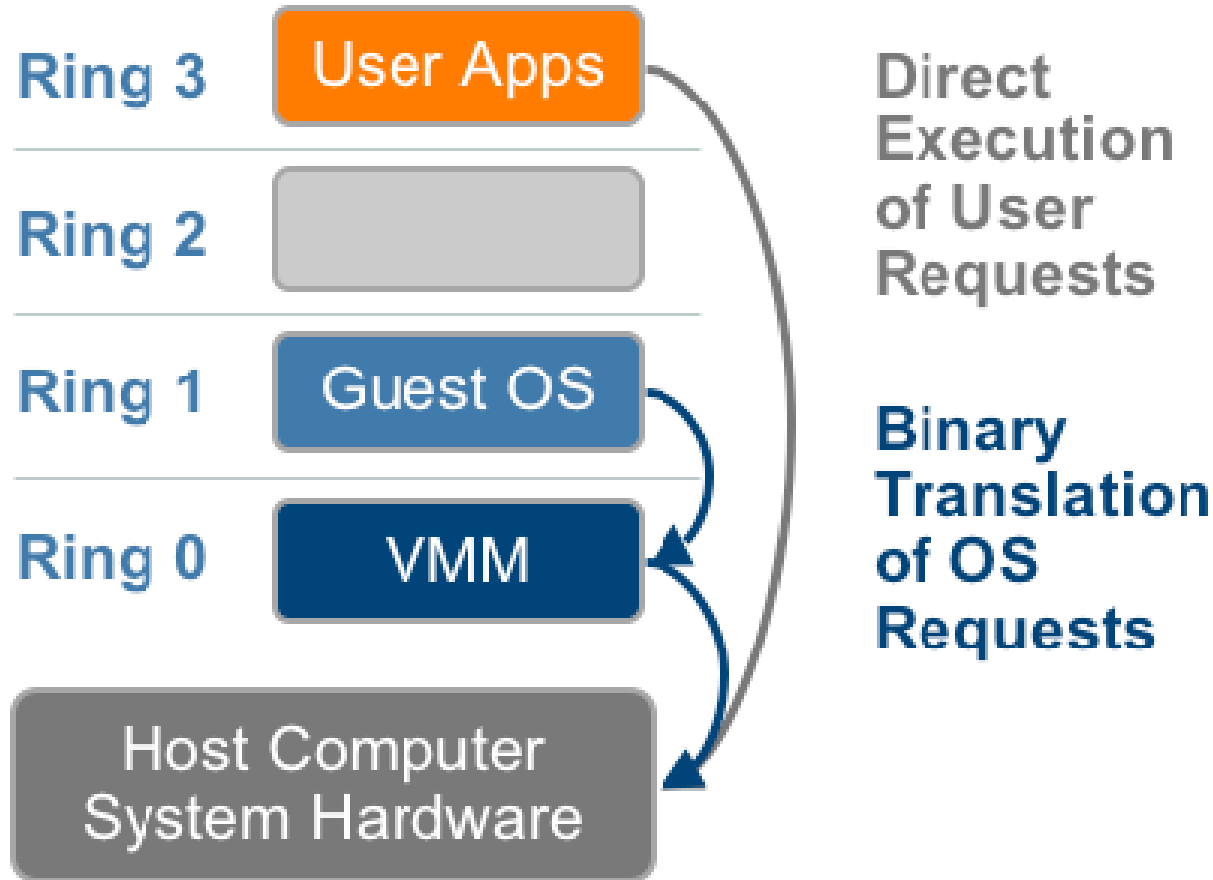 Ring 3
User Apps
Direct
Execution
of User
Requests
Ring 2
Ring 1
Guest OS
Binary
Translation
of OS
Requests
Ring 0
VMM
Host Computer
System Hardware